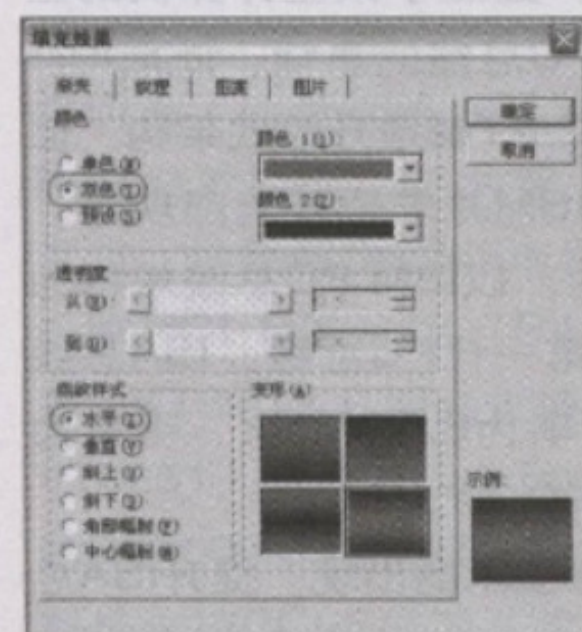 填充效果
渐变 纹理 图案 图片
确定
取消
颜色
单色(N)
双色(T)
预设(S)
颜色 1(1):
颜色 2(2):
透明度
从(R):
到(O):
底纹样式
水平(Z)
垂直(V)
斜上(U)
斜下(D)
角部辐射(F)
中心辐射(M)
变形(A)
示例: